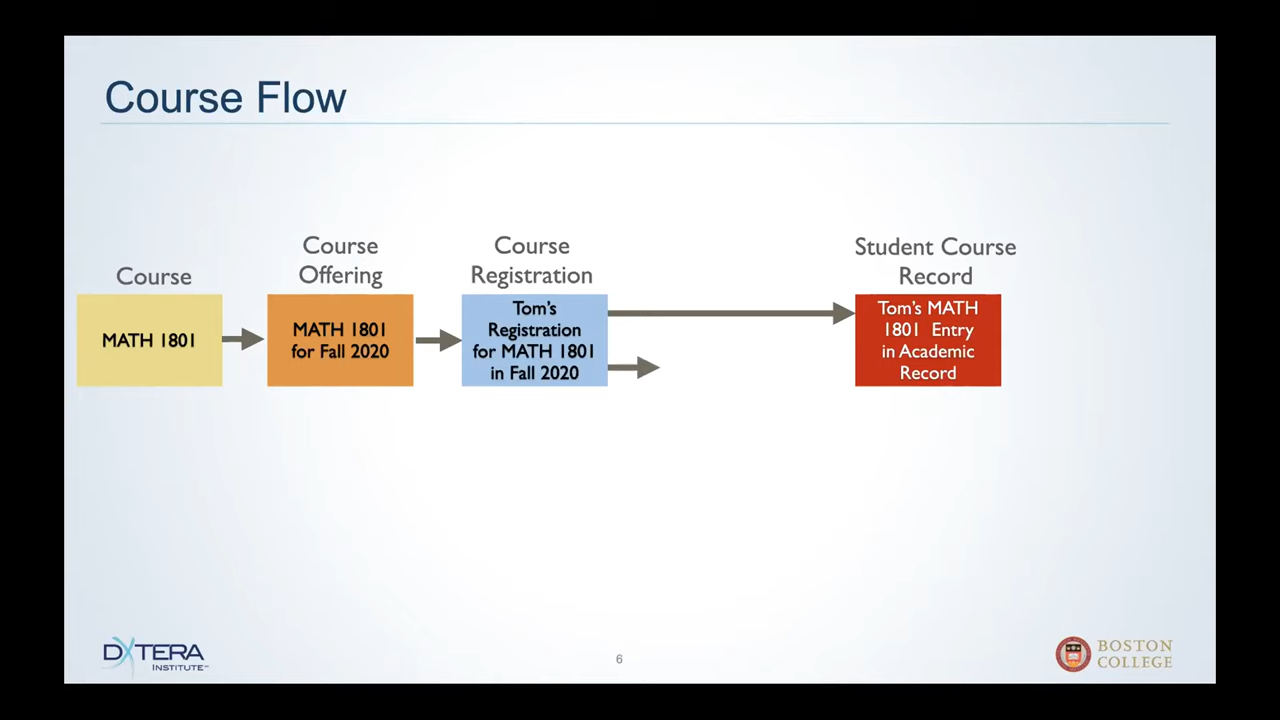 Course Flow
Course
MATH 1801
Course
Offering
MATH 1801
for Fall 2020
Course
Registration
Tom's
Registration
for MATH 1801
in Fall 2020
Student Course
Record
Tom's MATH
1801 Entry
in Academic
Record
DXTERA
INSTITUTE℠
6
BOSTON
COLLEGE